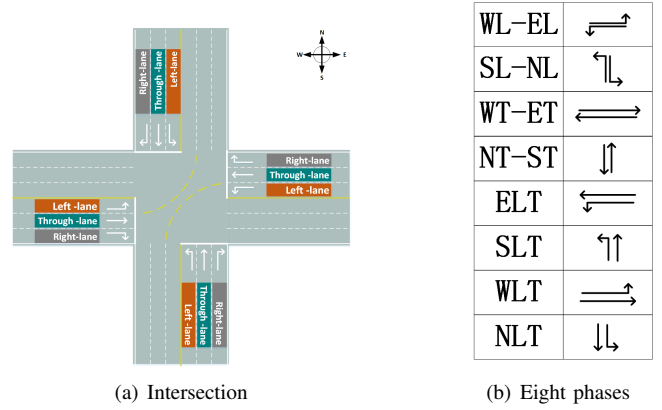 N
W
E
S
Right-lane
Through -lane
Left-lane
Right-lane
Through -lane
Left -lane
Left -lane
Through -lane
Right-lane
Left-lane
Through -lane
Right-lane
(a) Intersection
WL-EL
SL-NL
WT-ET
NT-ST
ELT
SLT
WLT
NLT
(b) Eight phases